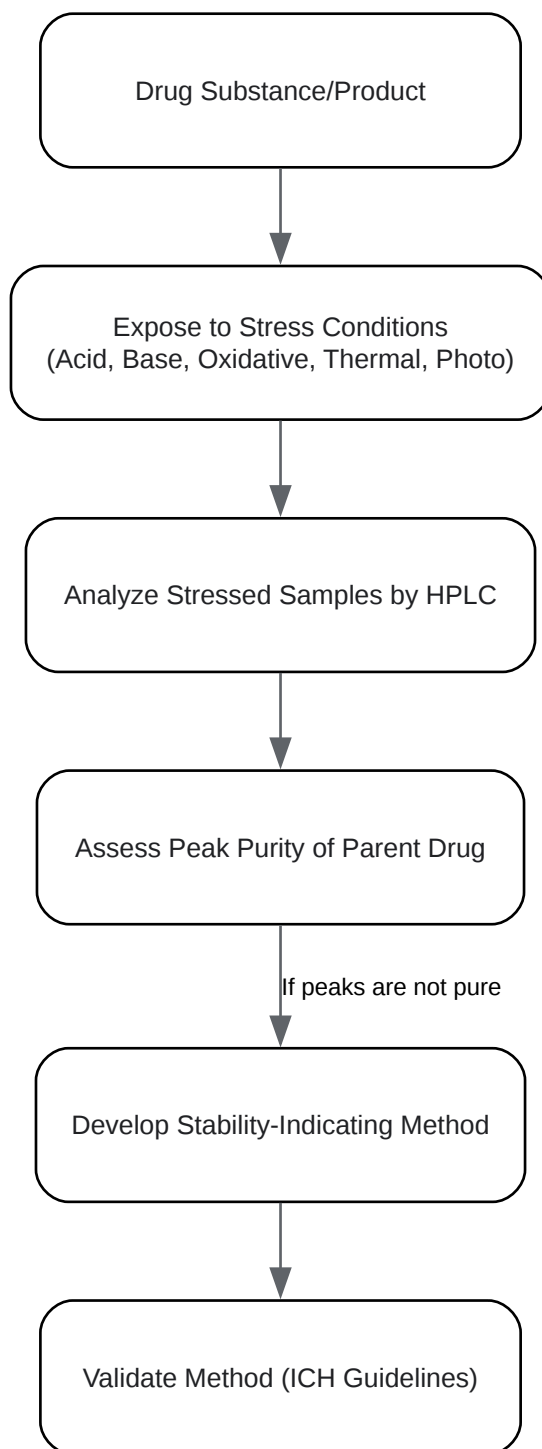 Drug Substance/Product
Expose to Stress Conditions
(Acid, Base, Oxidative, Thermal, Photo)
Analyze Stressed Samples by HPLC
Assess Peak Purity of Parent Drug
If peaks are not pure
Develop Stability-Indicating Method
Validate Method (ICH Guidelines)